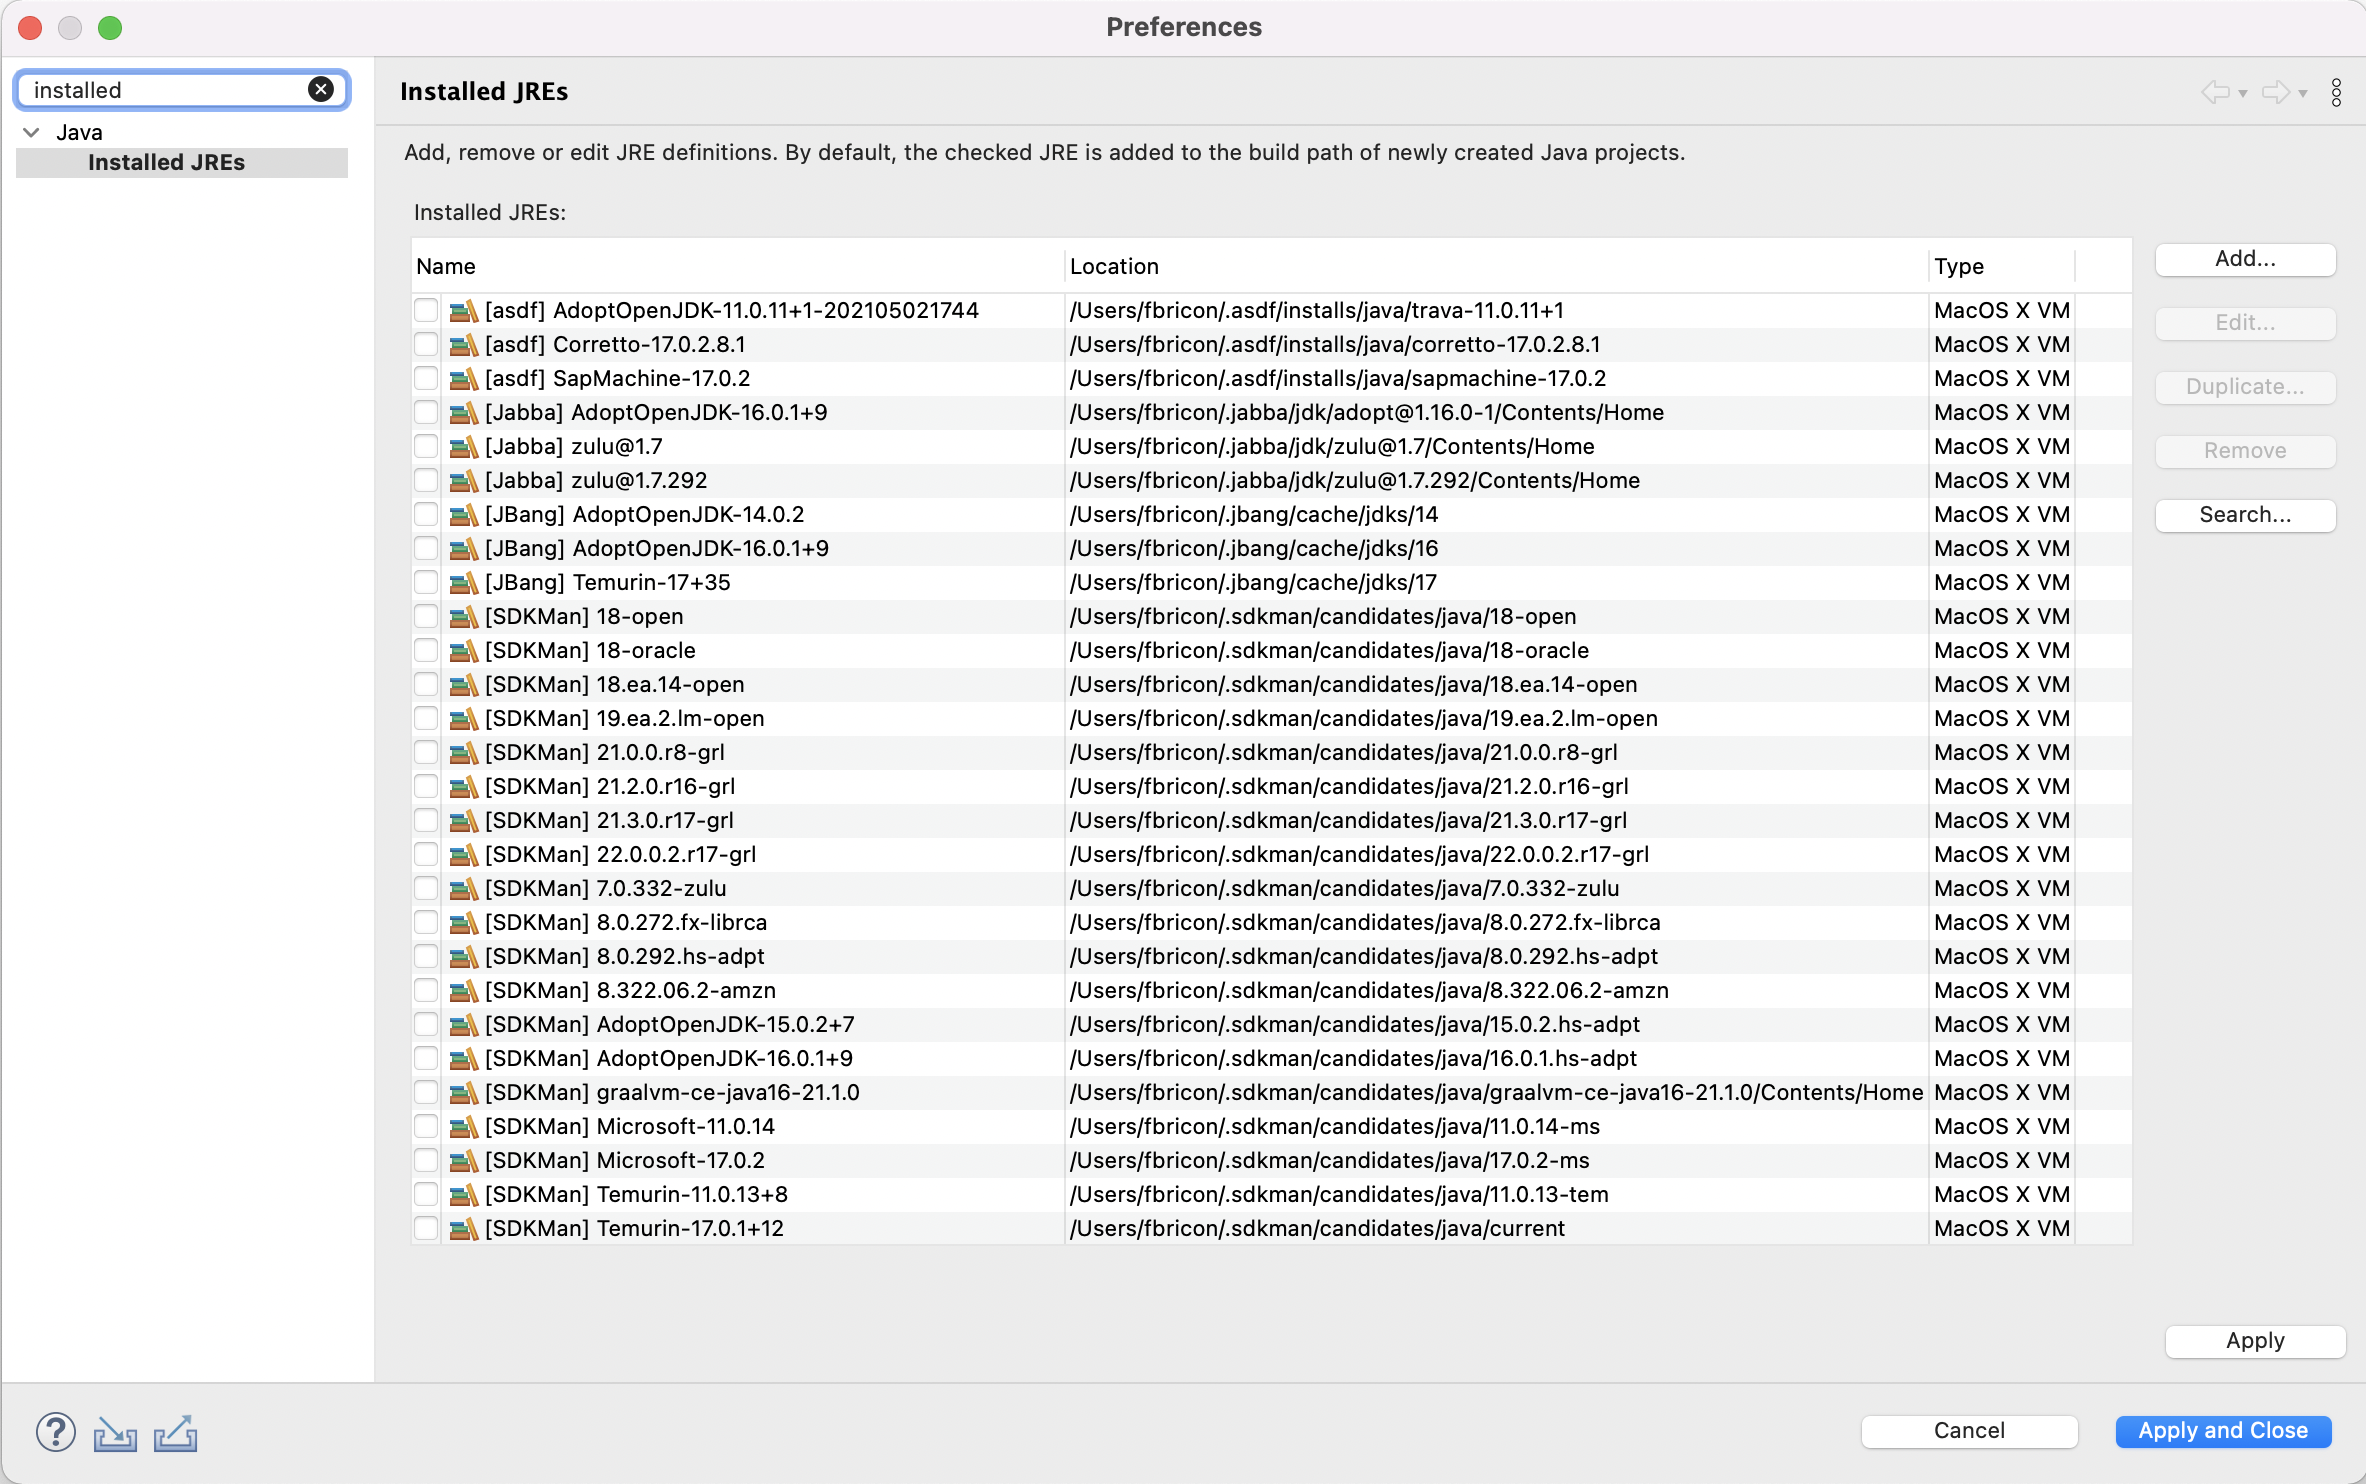 Preferences
installed
Java
Installed JREs
Installed JREs
Add, remove or edit JRE definitions. By default, the checked JRE is added to the build path of newly created Java projects.
Installed JREs:
Name Location Type
[asdf] AdoptOpenJDK-11.0.11+1-202105021744 /Users/fbricon/.asdf/installs/java/trava-11.0.11+1 MacOS X VM
[asdf] Corretto-17.0.2.8.1 /Users/fbricon/.asdf/installs/java/corretto-17.0.2.8.1 MacOS X VM
[asdf] SapMachine-17.0.2 /Users/fbricon/.asdf/installs/java/sapmachine-17.0.2 MacOS X VM
[Jabba] AdoptOpenJDK-16.0.1+9 /Users/fbricon/.jabba/jdk/adopt@1.16.0-1/Contents/Home MacOS X VM
[Jabba] zulu@1.7 /Users/fbricon/.jabba/jdk/zulu@1.7/Contents/Home MacOS X VM
[Jabba] zulu@1.7.292 /Users/fbricon/.jabba/jdk/zulu@1.7.292/Contents/Home MacOS X VM
[JBang] AdoptOpenJDK-14.0.2 /Users/fbricon/.jbang/cache/jdks/14 MacOS X VM
[JBang] AdoptOpenJDK-16.0.1+9 /Users/fbricon/.jbang/cache/jdks/16 MacOS X VM
[JBang] Temurin-17+35 /Users/fbricon/.jbang/cache/jdks/17 MacOS X VM
[SDKMan] 18-open /Users/fbricon/.sdkman/candidates/java/18-open MacOS X VM
[SDKMan] 18-oracle /Users/fbricon/.sdkman/candidates/java/18-oracle MacOS X VM
[SDKMan] 18.ea.14-open /Users/fbricon/.sdkman/candidates/java/18.ea.14-open MacOS X VM
[SDKMan] 19.ea.2.lm-open /Users/fbricon/.sdkman/candidates/java/19.ea.2.lm-open MacOS X VM
[SDKMan] 21.0.0.r8-grl /Users/fbricon/.sdkman/candidates/java/21.0.0.r8-grl MacOS X VM
[SDKMan] 21.2.0.r16-grl /Users/fbricon/.sdkman/candidates/java/21.2.0.r16-grl MacOS X VM
[SDKMan] 21.3.0.r17-grl /Users/fbricon/.sdkman/candidates/java/21.3.0.r17-grl MacOS X VM
[SDKMan] 22.0.0.2.r17-grl /Users/fbricon/.sdkman/candidates/java/22.0.0.2.r17-grl MacOS X VM
[SDKMan] 7.0.332-zulu /Users/fbricon/.sdkman/candidates/java/7.0.332-zulu MacOS X VM
[SDKMan] 8.0.272.fx-librca /Users/fbricon/.sdkman/candidates/java/8.0.272.fx-librca MacOS X VM
[SDKMan] 8.0.292.hs-adpt /Users/fbricon/.sdkman/candidates/java/8.0.292.hs-adpt MacOS X VM
[SDKMan] 8.322.06.2-amzn /Users/fbricon/.sdkman/candidates/java/8.322.06.2-amzn MacOS X VM
[SDKMan] AdoptOpenJDK-15.0.2+7 /Users/fbricon/.sdkman/candidates/java/15.0.2.hs-adpt MacOS X VM
[SDKMan] AdoptOpenJDK-16.0.1+9 /Users/fbricon/.sdkman/candidates/java/16.0.1.hs-adpt MacOS X VM
[SDKMan] graalvm-ce-java16-21.1.0 /Users/fbricon/.sdkman/candidates/java/graalvm-ce-java16-21.1.0/Contents/Home MacOS X VM
[SDKMan] Microsoft-11.0.14 /Users/fbricon/.sdkman/candidates/java/11.0.14-ms MacOS X VM
[SDKMan] Microsoft-17.0.2 /Users/fbricon/.sdkman/candidates/java/17.0.2-ms MacOS X VM
[SDKMan] Temurin-11.0.13+8 /Users/fbricon/.sdkman/candidates/java/11.0.13-tem MacOS X VM
[SDKMan] Temurin-17.0.1+12 /Users/fbricon/.sdkman/candidates/java/current MacOS X VM
Add...
Edit...
Duplicate...
Remove
Search...
Apply
?
Cancel
Apply and Close